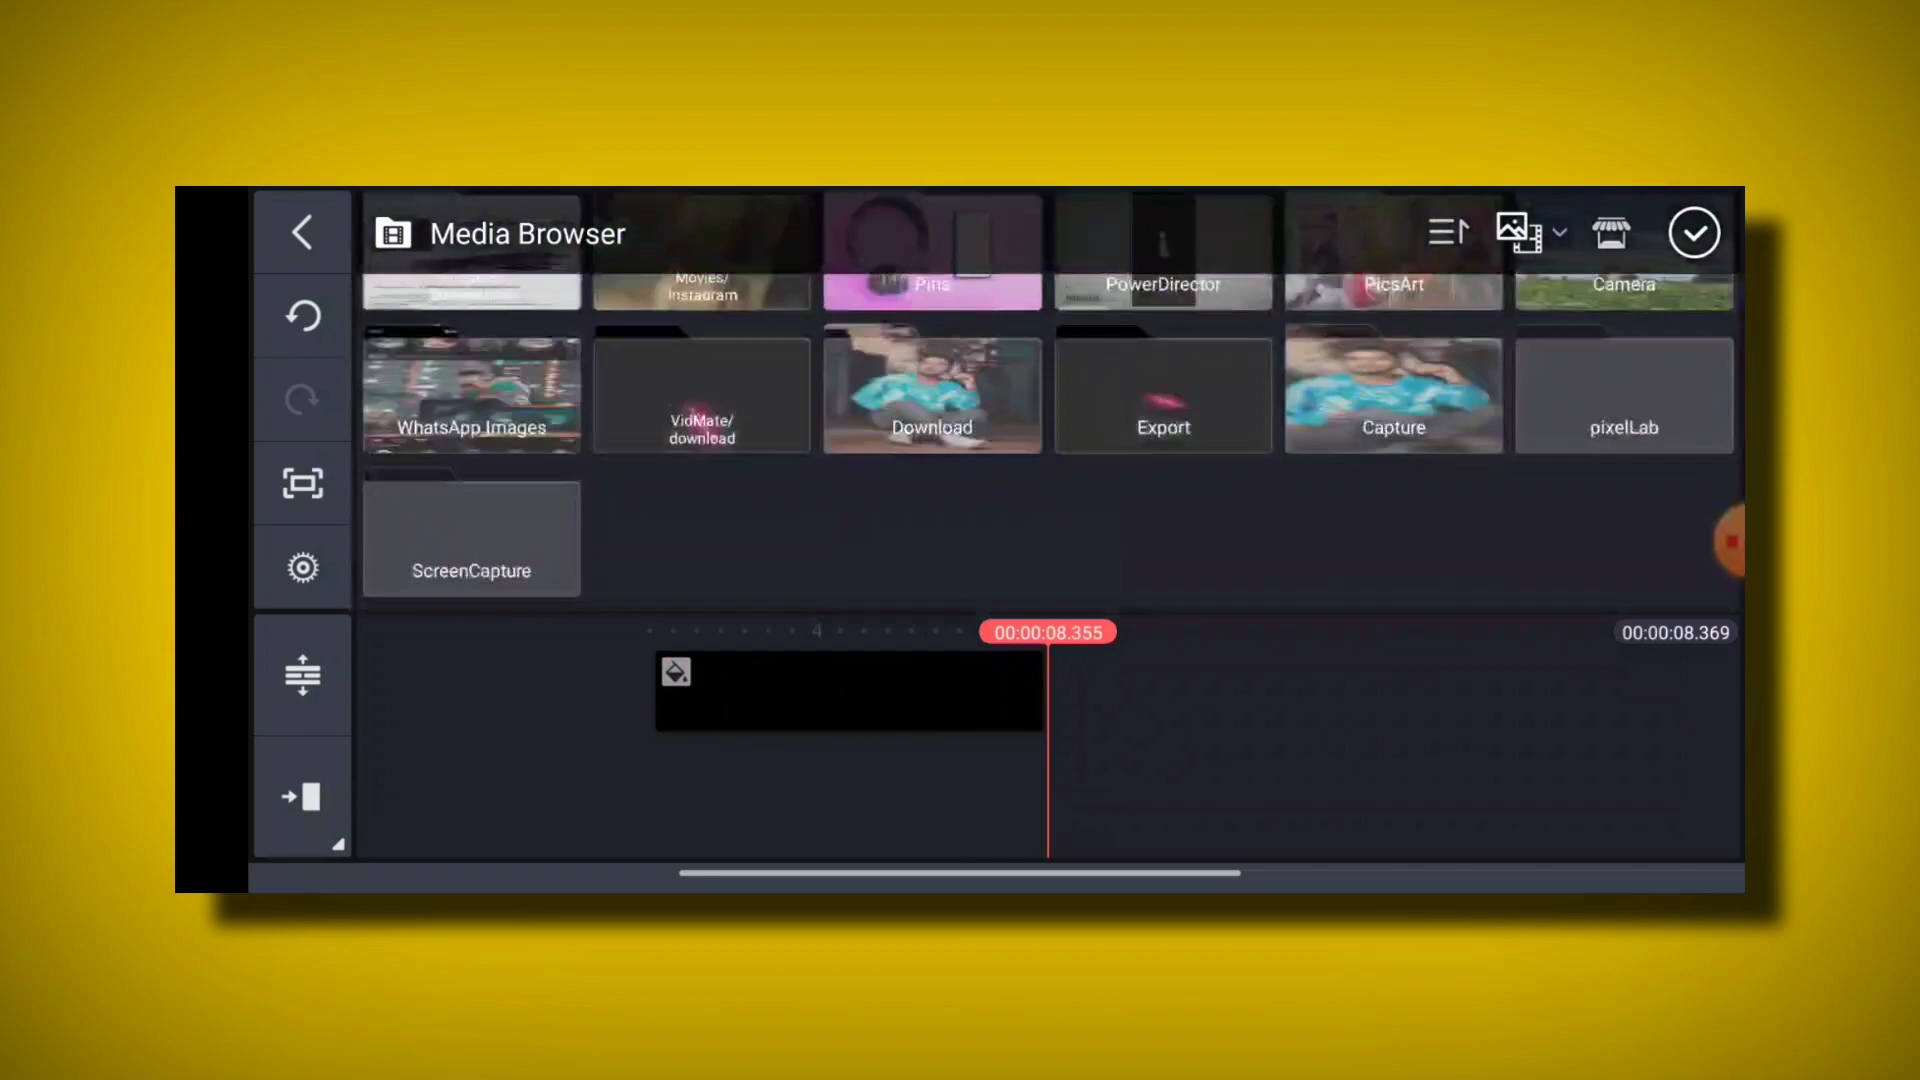 Media Browser
Movies/
Instagram
Pins
PowerDirector
PicsArt
Camera
WhatsApp Images
VidMate/
download
Download
Export
Capture
pixelLab
ScreenCapture
4
00:00:08.355
00:00:08.369